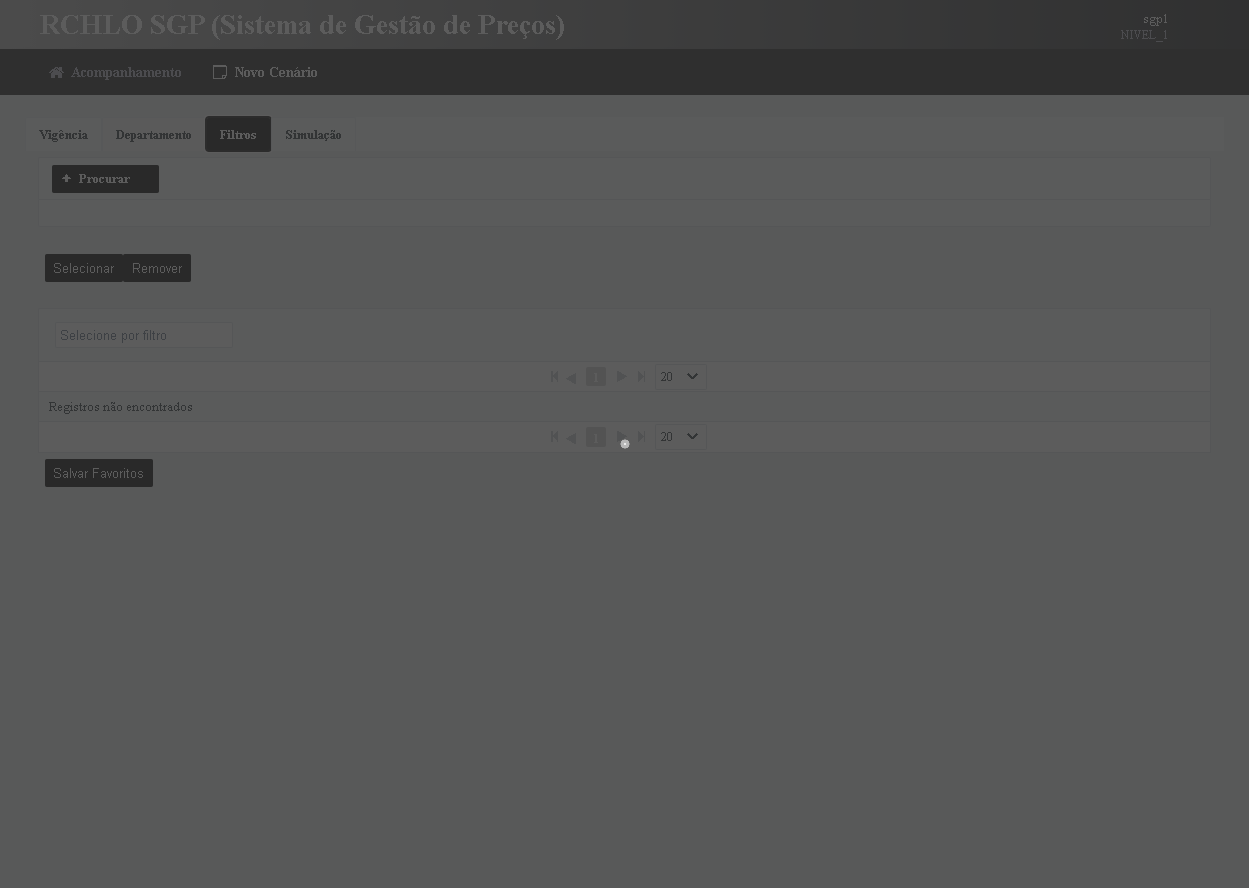 RCHLO SGP (Sistema de Gestão de Preços)
sgp1
NIVEL_1
Acompanhamento
Novo Cenário
Vigência
Departamento
Filtros
Simulação
+ Procurar
Selecionar
Remover
Selecione por filtro
1
20
Registros não encontrados
1
20
Salvar Favoritos